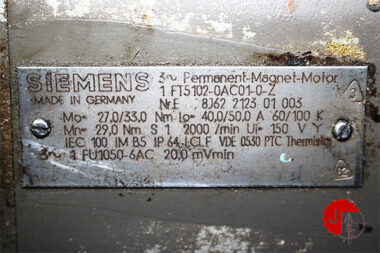 SIEMENS 3~ Permanent-Magnet-Motor
MADE IN GERMANY 1 FT5102-0AC01-0-Z
Nr.E 8J62 2123 01 003
Mo= 27,0/33,0 Nm Io= 40,0/50,0 A 60/100 K
Mn= 29,0 Nm S 1 2000 /min Ui= 150 V Y
IEC 100 IM B5 IP 64 I.CL.F VDE 0530 PTC Thermistor
3~ 1 FU1050-6AC 20.0 mVmin